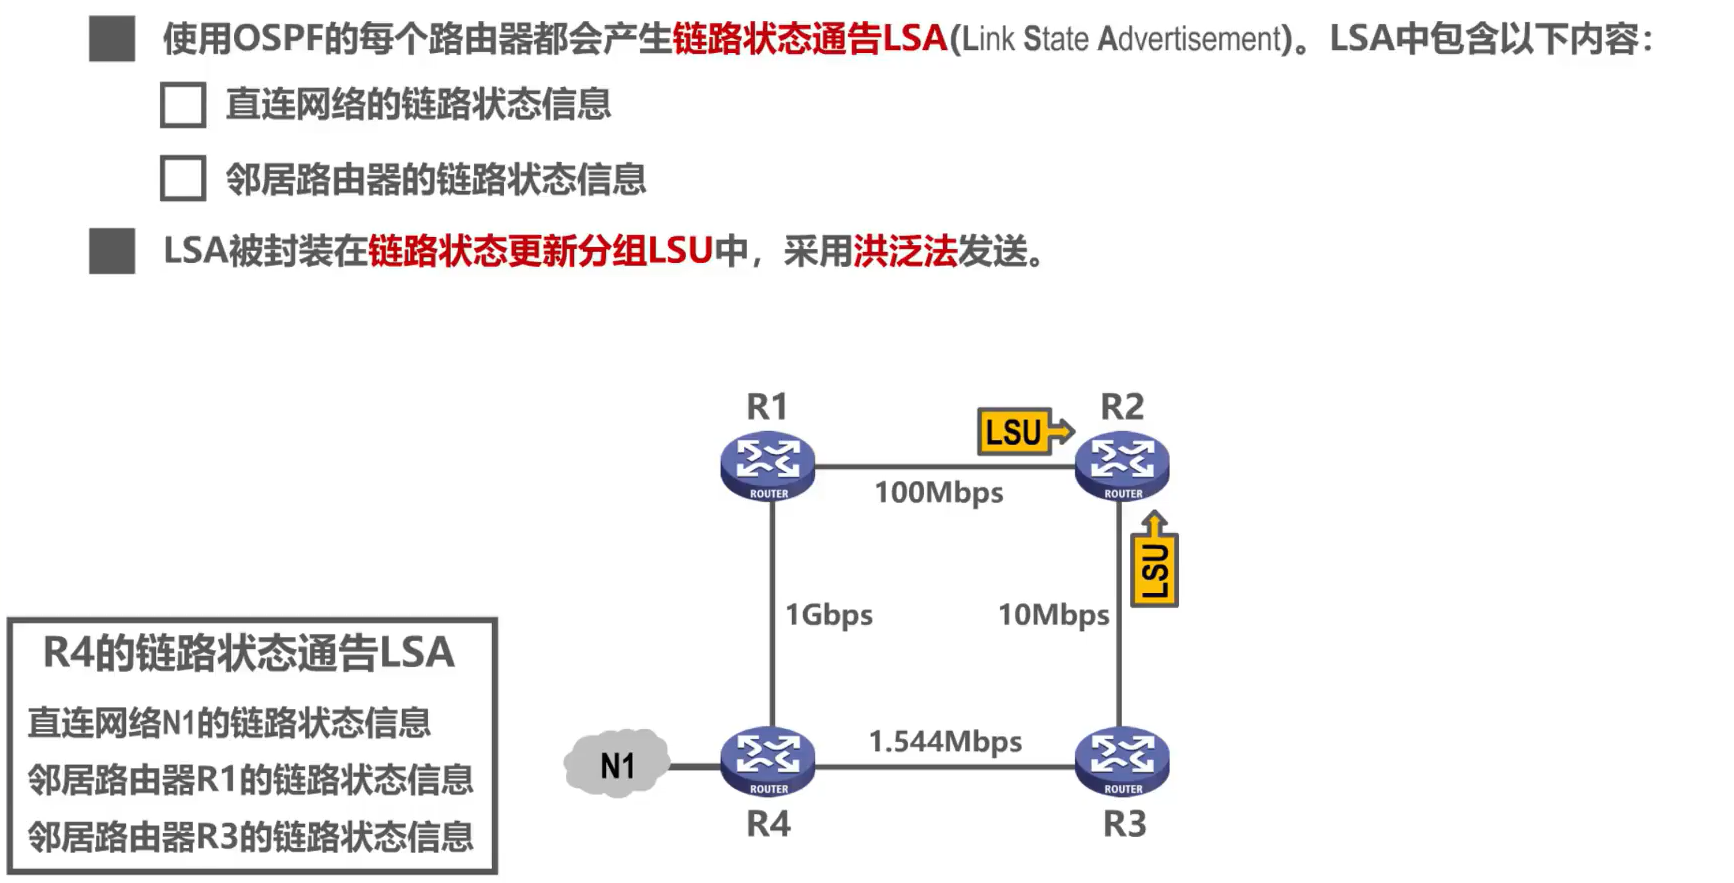 使用OSPF的每个路由器都会产生链路状态通告LSA(Link State Advertisement)。LSA中包含以下内容：
直连网络的链路状态信息
邻居路由器的链路状态信息
LSA被封装在链路状态更新分组LSU中，采用洪泛法发送。
R1
LSU
R2
ROUTER
100Mbps
ROUTER
LSU
1Gbps
10Mbps
R4的链路状态通告LSA
直连网络N1的链路状态信息
邻居路由器R1的链路状态信息
邻居路由器R3的链路状态信息
N1
1.544Mbps
ROUTER
ROUTER
R4
R3